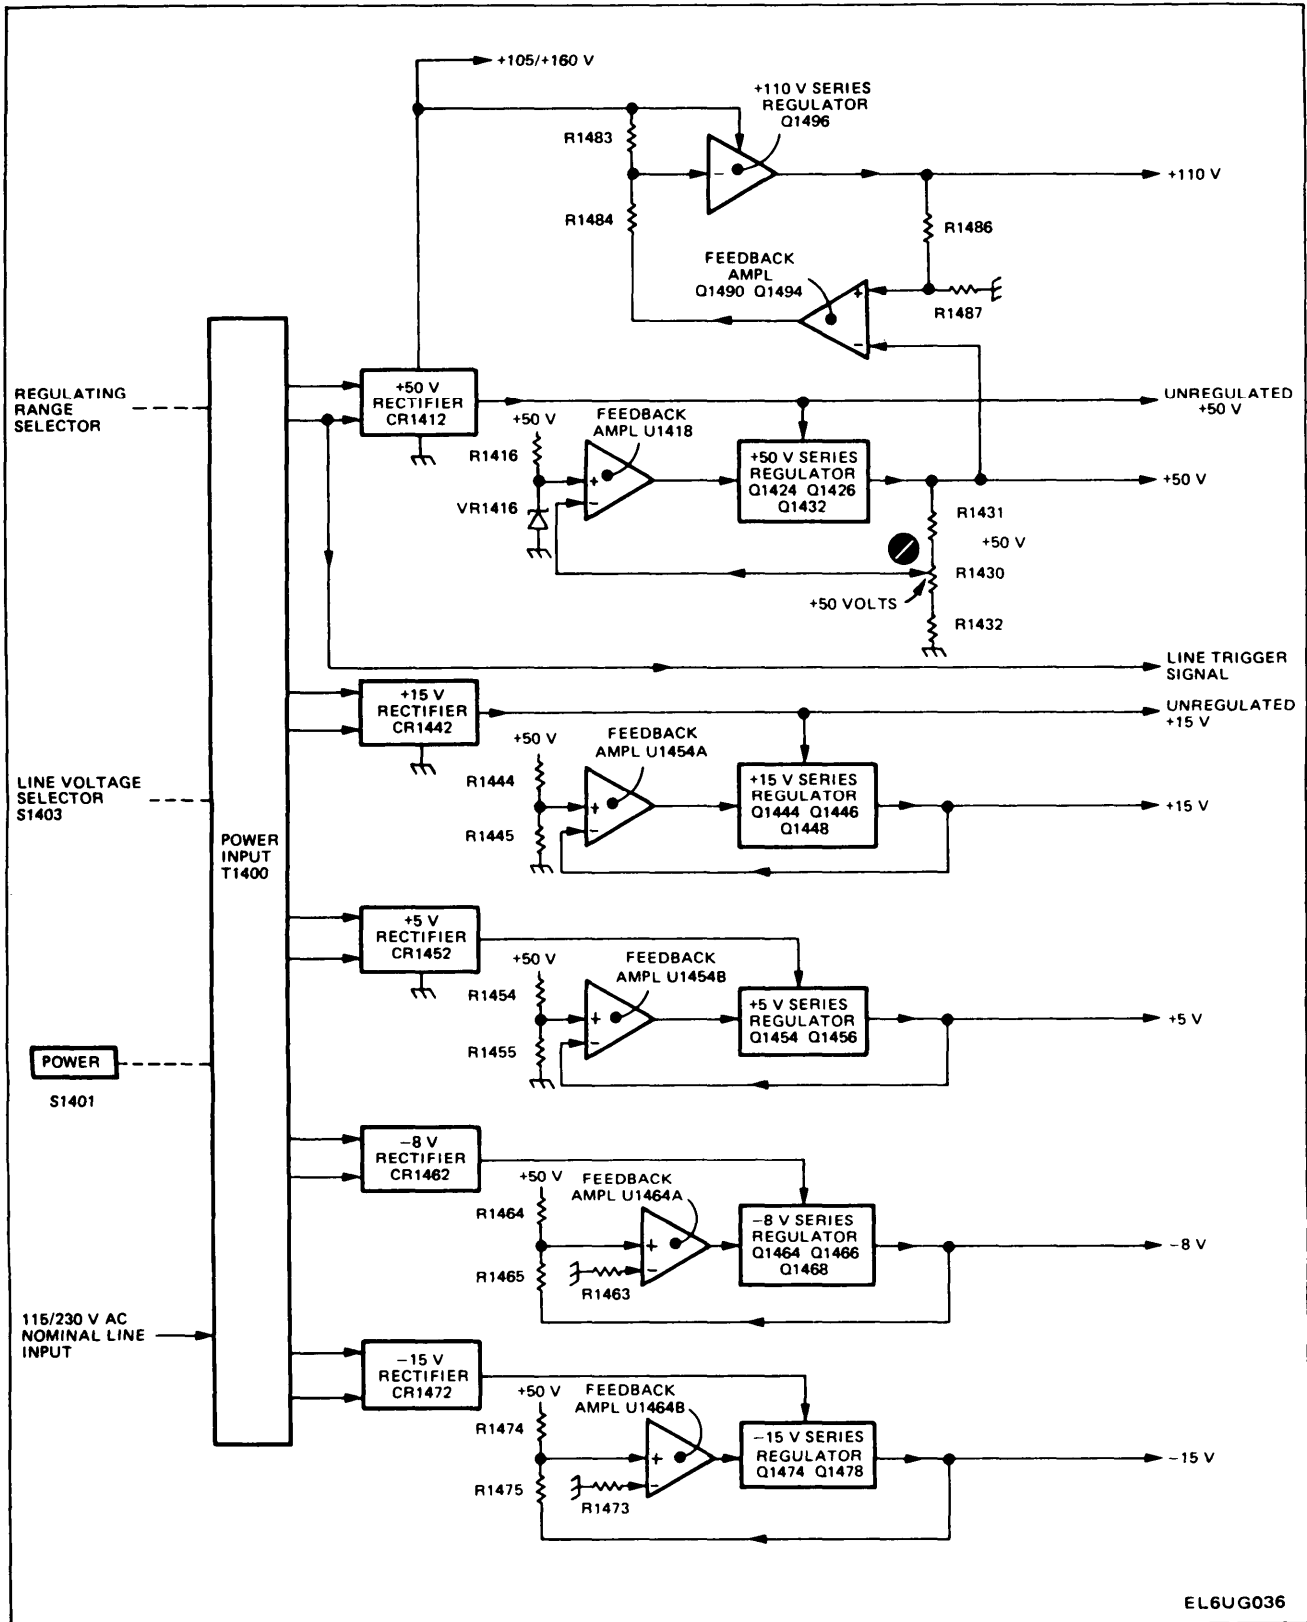 +105/+160 V
+110 V SERIES
REGULATOR
Q1496
R1483
-
+110 V
R1484
R1486
FEEDBACK
AMPL
Q1490 Q1494
+
R1487
-
REGULATING
RANGE
SELECTOR
+50 V
RECTIFIER
CR1412
UNREGULATED
+50 V
+50 V
FEEDBACK
AMPL U1418
R1416
+
-
VR1416
+50 V SERIES
REGULATOR
Q1424 Q1426
Q1432
+50 V
R1431
+50 V
R1430
+50 VOLTS
R1432
LINE TRIGGER
SIGNAL
+15 V
RECTIFIER
CR1442
UNREGULATED
+15 V
+50 V
FEEDBACK
AMPL U1454A
LINE VOLTAGE
SELECTOR
S1403
R1444
+
-
R1445
+15 V SERIES
REGULATOR
Q1444 Q1446
Q1448
+15 V
POWER
INPUT
T1400
+5 V
RECTIFIER
CR1452
+50 V
FEEDBACK
AMPL U1454B
R1454
+
-
R1455
+5 V SERIES
REGULATOR
Q1454 Q1456
+5 V
POWER
S1401
−8 V
RECTIFIER
CR1462
+50 V
FEEDBACK
AMPL U1464A
R1464
+
-
R1465
R1463
−8 V SERIES
REGULATOR
Q1464 Q1466
Q1468
−8 V
115/230 V AC
NOMINAL LINE
INPUT
−15 V
RECTIFIER
CR1472
+50 V
FEEDBACK
AMPL U1464B
R1474
+
-
R1475
R1473
−15 V SERIES
REGULATOR
Q1474 Q1478
−15 V
EL6UG036